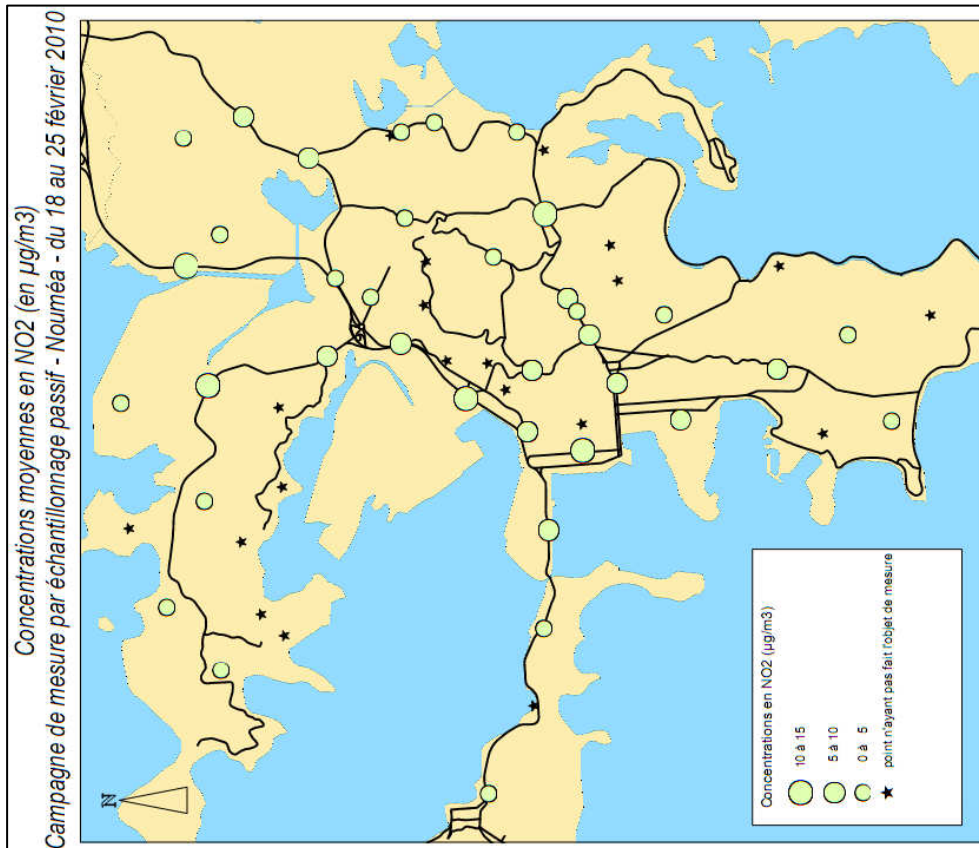 Concentrations moyennes en NO2 (en µg/m3)
Campagne de mesure par échantillonnage passif - Nouméa - du 18 au 25 février 2010
N
Concentrations en NO2 (µg/m3)
10 à 15
5 à 10
0 à 5
point n'ayant pas fait l'objet de mesure